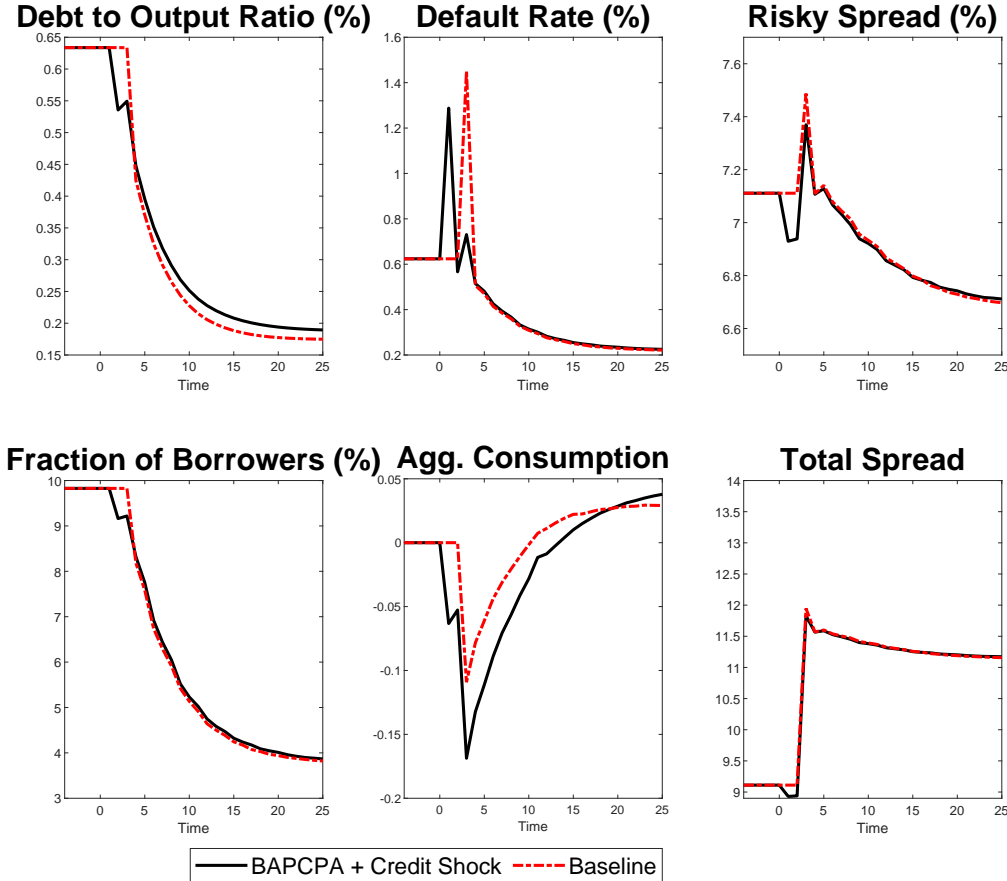 Debt to Output Ratio (%)
0.65
0.6
0.55
0.5
0.45
0.4
0.35
0.3
0.25
0.2
0.15
0 5 10 15 20 25
Time
Default Rate (%)
1.6
1.4
1.2
1
0.8
0.6
0.4
0.2
0 5 10 15 20 25
Time
Risky Spread (%)
7.6
7.4
7.2
7
6.8
6.6
0 5 10 15 20 25
Time
Fraction of Borrowers (%)
10
9
8
7
6
5
4
3
0 5 10 15 20 25
Time
Agg. Consumption
0.05
0
-0.05
-0.1
-0.15
-0.2
0 5 10 15 20 25
Time
Total Spread
14
13.5
13
12.5
12
11.5
11
10.5
10
9.5
9
0 5 10 15 20 25
Time
BAPCPA + Credit Shock
Baseline